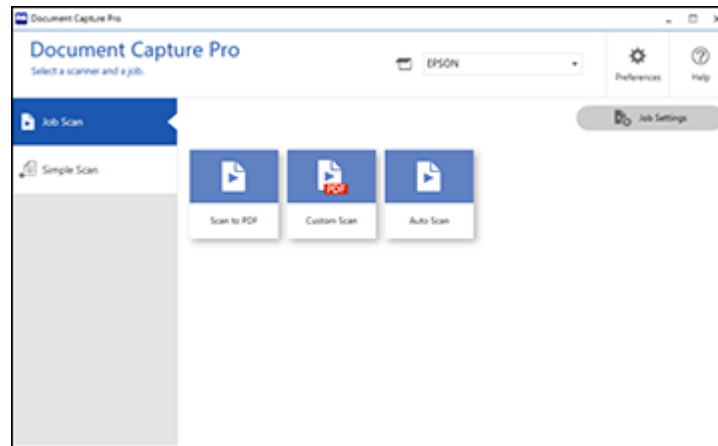 Document Capture Pro
Document Capture Pro
Select a scanner and a job.
EPSON
Preferences
Help
Job Scan
Job Settings
Simple Scan
PDF
Scan to PDF
Custom Scan
Auto Scan